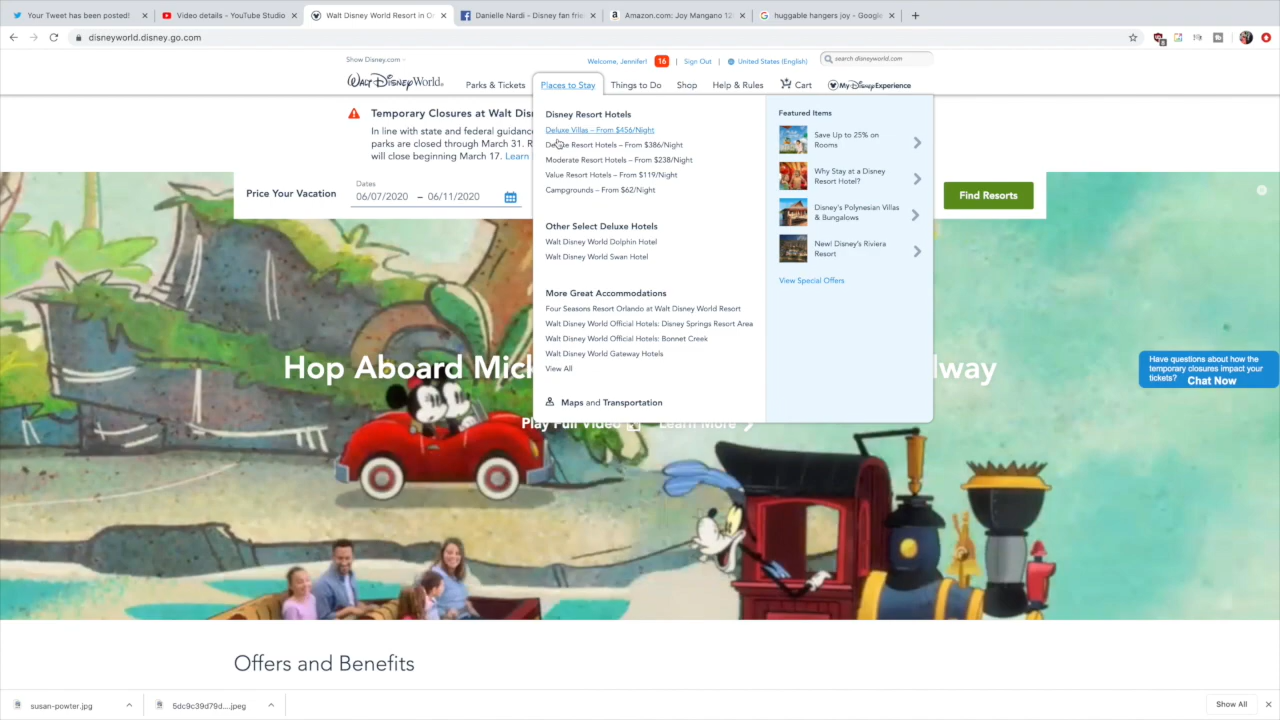 Your Tweet has been posted!
Video details - YouTube Studio
Walt Disney World Resort in O
Danielle Nardi - Disney fan frie
Amazon.com: Joy Mangano 12
huggable hangers joy - Google
disneyworld.disney.go.com
Show Disney.com
Welcome, Jennifer!
16
Sign Out
United States (English)
search disneyworld.com
WALT DISNEY World.
Parks & Tickets
Places to Stay
Things to Do
Shop
Help & Rules
Cart
My Disney Experience
Temporary Closures at Walt Dis
In line with state and federal guidanc
parks are closed through March 31. R
will close beginning March 17. Learn
Price Your Vacation
Dates
06/07/2020 – 06/11/2020
Find Resorts
Disney Resort Hotels
Deluxe Villas – From $456/Night
Deluxe Resort Hotels – From $386/Night
Moderate Resort Hotels – From $238/Night
Value Resort Hotels – From $119/Night
Campgrounds – From $62/Night
Other Select Deluxe Hotels
Walt Disney World Dolphin Hotel
Walt Disney World Swan Hotel
More Great Accommodations
Four Seasons Resort Orlando at Walt Disney World Resort
Walt Disney World Official Hotels: Disney Springs Resort Area
Walt Disney World Official Hotels: Bonnet Creek
Walt Disney World Gateway Hotels
View All
Maps and Transportation
Featured Items
Save Up to 25% on
Rooms
Why Stay at a Disney
Resort Hotel?
Disney's Polynesian Villas
& Bungalows
New! Disney's Riviera
Resort
View Special Offers
Hop Aboard Mick
lway
Play Full Video
Learn More
Have questions about how the
temporary closures impact your
tickets? Chat Now
Offers and Benefits
susan-powter.jpg
5dc9c39d79d....jpeg
Show All